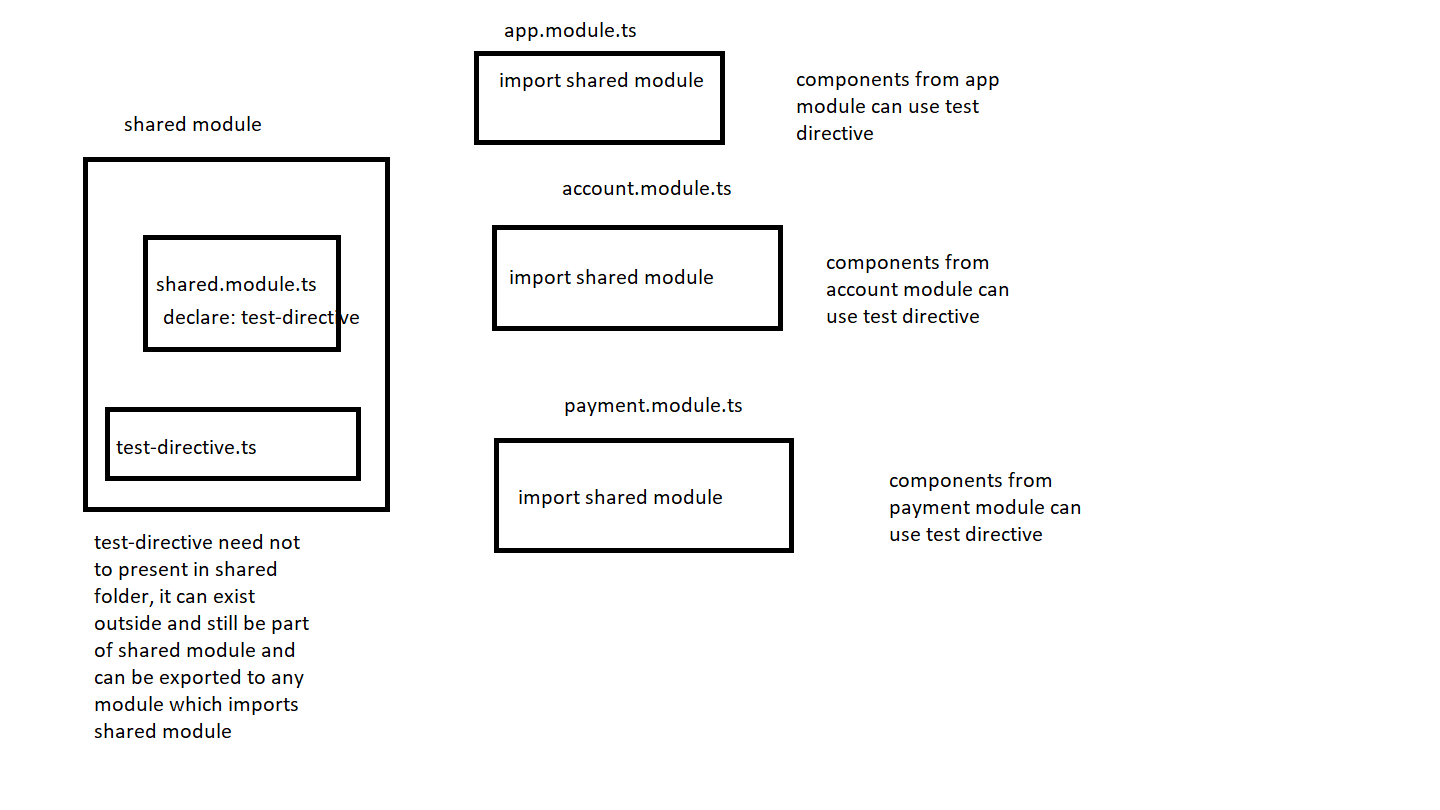 app.module.ts
import shared module
components from app
module can use test
directive
shared module
account.module.ts
import shared module
components from
account module can
use test directive
shared.module.ts
declare: test-directive
payment.module.ts
import shared module
components from
payment module can
use test directive
test-directive.ts
test-directive need not
to present in shared
folder, it can exist
outside and still be part
of shared module and
can be exported to any
module which imports
shared module